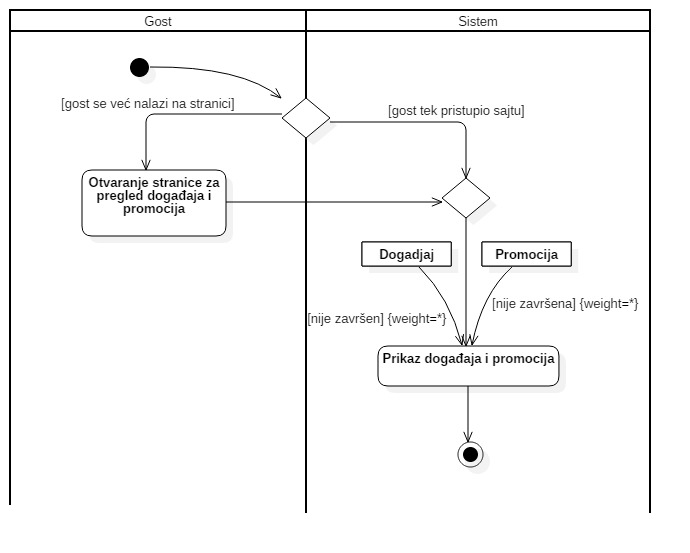 Gost
Sistem
[gost se već nalazi na stranici]
[gost tek pristupio sajtu]
Otvaranje stranice za
pregled događaja i
promocija
Dogadjaj
Promocija
[nije završen] {weight=*}
[nije završena] {weight=*}
Prikaz događaja i promocija